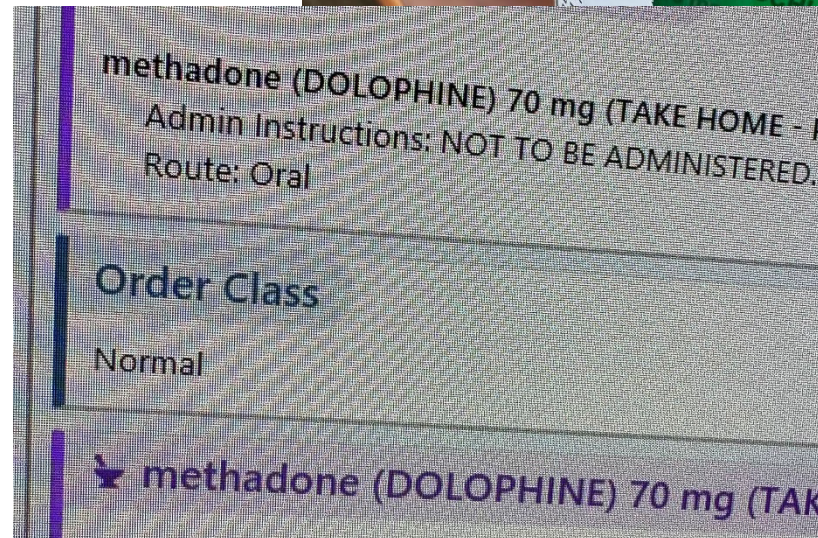 methadone (DOLOPHINE) 70 mg (TAKE HOME -
Admin Instructions: NOT TO BE ADMINISTERED.
Route: Oral
Order Class
Normal
methadone (DOLOPHINE) 70 mg (TAK